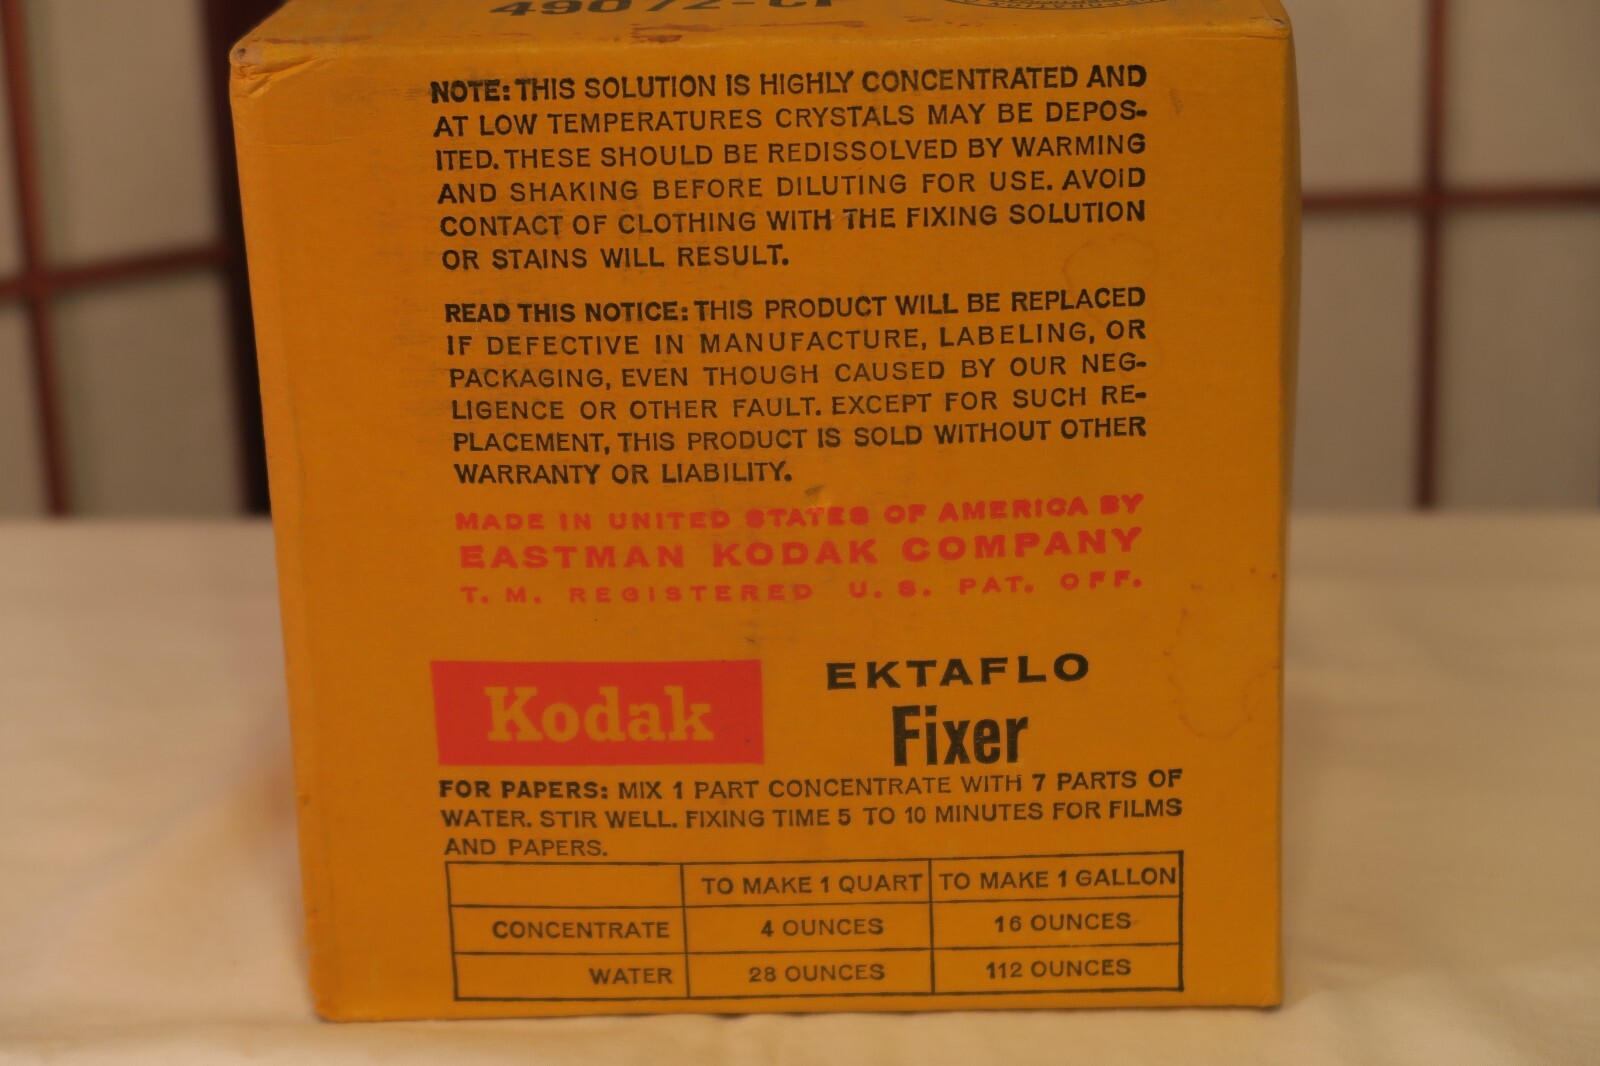 NOTE: THIS SOLUTION IS HIGHLY CONCENTRATED AND
AT LOW TEMPERATURES CRYSTALS MAY BE DEPOS-
ITED. THESE SHOULD BE REDISSOLVED BY WARMING
AND SHAKING BEFORE DILUTING FOR USE. AVOID
CONTACT OF CLOTHING WITH THE FIXING SOLUTION
OR STAINS WILL RESULT.
READ THIS NOTICE: THIS PRODUCT WILL BE REPLACED
IF DEFECTIVE IN MANUFACTURE, LABELING, OR
PACKAGING, EVEN THOUGH CAUSED BY OUR NEG-
LIGENCE OR OTHER FAULT. EXCEPT FOR SUCH RE-
PLACEMENT, THIS PRODUCT IS SOLD WITHOUT OTHER
WARRANTY OR LIABILITY.
MADE IN UNITED STATES OF AMERICA BY
EASTMAN KODAK COMPANY
T. M. REGISTERED U. S. PAT. OFF.
Kodak
EKTAFLO
Fixer
FOR PAPERS: MIX 1 PART CONCENTRATE WITH 7 PARTS OF
WATER. STIR WELL. FIXING TIME 5 TO 10 MINUTES FOR FILMS
AND PAPERS.
TO MAKE 1 QUART TO MAKE 1 GALLON
CONCENTRATE 4 OUNCES 16 OUNCES
WATER 28 OUNCES 112 OUNCES